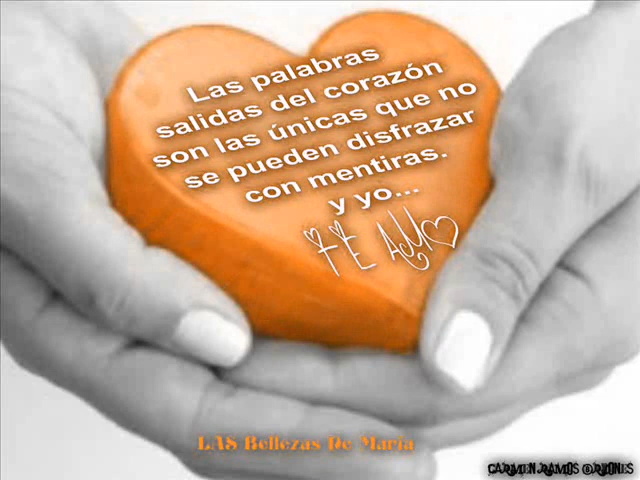 Las palabras
salidas del corazón
son las únicas que no
se pueden disfrazar
con mentiras.
y yo...
TE AMO
LAS Bellezas De María
CARMEN RAMOS